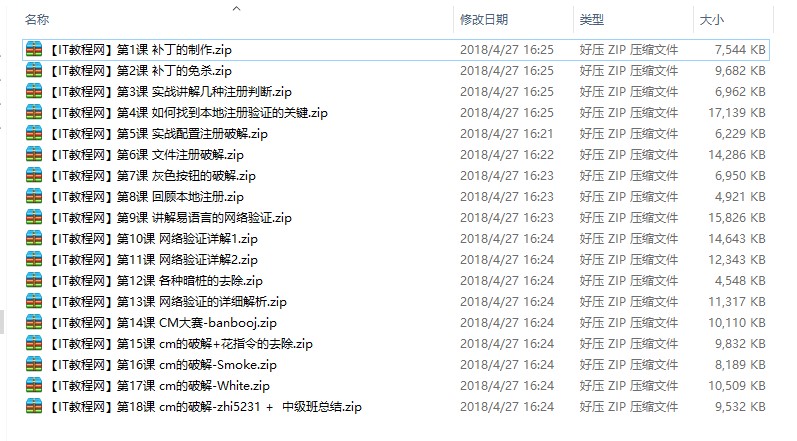 名称 修改日期 类型 大小
【IT教程网】第1课 补丁的制作.zip 2018/4/27 16:25 好压 ZIP 压缩文件 7,544 KB
【IT教程网】第2课 补丁的免杀.zip 2018/4/27 16:25 好压 ZIP 压缩文件 9,682 KB
【IT教程网】第3课 实战讲解几种注册判断.zip 2018/4/27 16:25 好压 ZIP 压缩文件 6,962 KB
【IT教程网】第4课 如何找到本地注册验证的关键.zip 2018/4/27 16:25 好压 ZIP 压缩文件 17,139 KB
【IT教程网】第5课 实战配置注册破解.zip 2018/4/27 16:21 好压 ZIP 压缩文件 6,229 KB
【IT教程网】第6课 文件注册破解.zip 2018/4/27 16:22 好压 ZIP 压缩文件 14,286 KB
【IT教程网】第7课 灰色按钮的破解.zip 2018/4/27 16:23 好压 ZIP 压缩文件 6,950 KB
【IT教程网】第8课 回顾本地注册.zip 2018/4/27 16:23 好压 ZIP 压缩文件 4,921 KB
【IT教程网】第9课 讲解易语言的网络验证.zip 2018/4/27 16:23 好压 ZIP 压缩文件 15,826 KB
【IT教程网】第10课 网络验证详解1.zip 2018/4/27 16:24 好压 ZIP 压缩文件 14,643 KB
【IT教程网】第11课 网络验证详解2.zip 2018/4/27 16:24 好压 ZIP 压缩文件 12,343 KB
【IT教程网】第12课 各种暗桩的去除.zip 2018/4/27 16:24 好压 ZIP 压缩文件 4,548 KB
【IT教程网】第13课 网络验证的详细解析.zip 2018/4/27 16:24 好压 ZIP 压缩文件 11,317 KB
【IT教程网】第14课 CM大赛-banbooj.zip 2018/4/27 16:24 好压 ZIP 压缩文件 10,110 KB
【IT教程网】第15课 cm的破解+花指令的去除.zip 2018/4/27 16:24 好压 ZIP 压缩文件 9,832 KB
【IT教程网】第16课 cm的破解-Smoke.zip 2018/4/27 16:24 好压 ZIP 压缩文件 8,189 KB
【IT教程网】第17课 cm的破解-White.zip 2018/4/27 16:24 好压 ZIP 压缩文件 10,509 KB
【IT教程网】第18课 cm的破解-zhi5231 + 中级班总结.zip 2018/4/27 16:24 好压 ZIP 压缩文件 9,532 KB